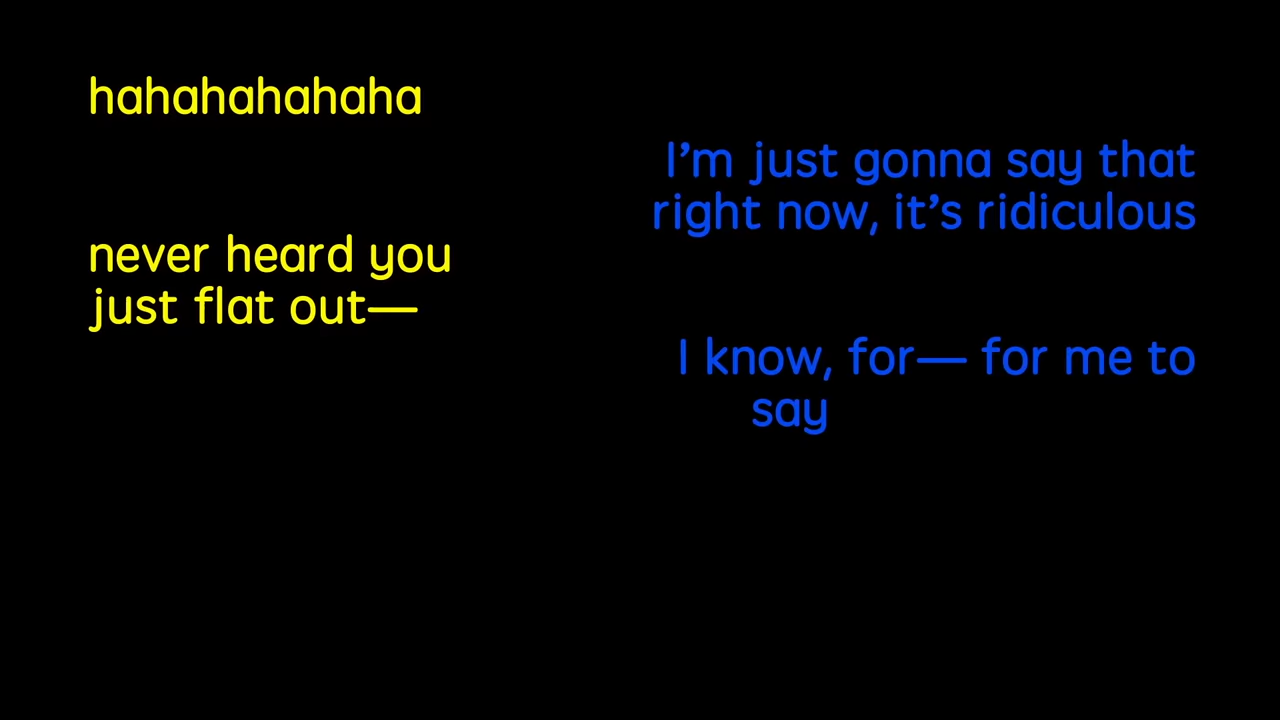 hahahahahaha
I’m just gonna say that
right now, it’s ridiculous
never heard you
just flat out—
I know, for— for me to
say